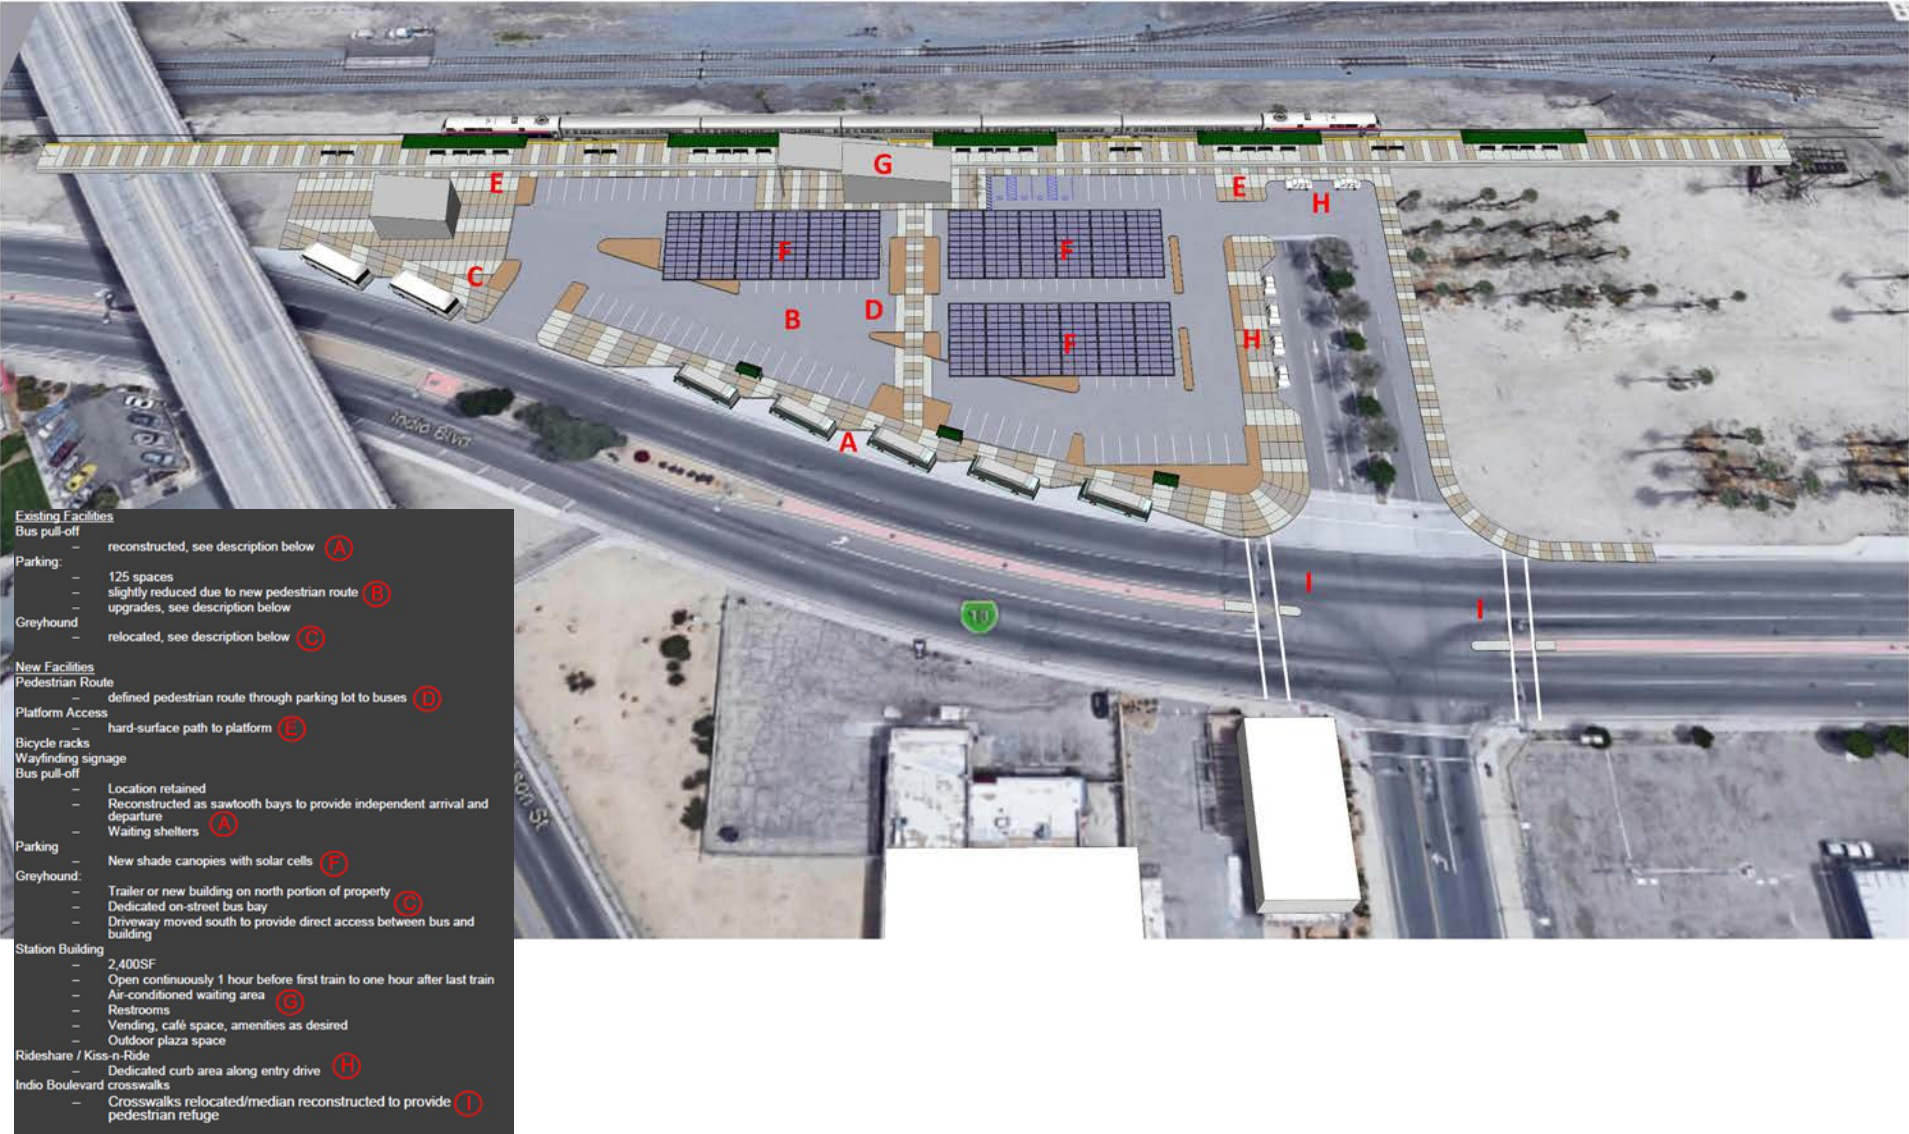 G
E
E
H
F
F
C
B
D
H
F
A
Indio Blvd
I
I
111
son St
Existing Facilities
Bus pull-off
– reconstructed, see description below A
Parking:
– 125 spaces
– slightly reduced due to new pedestrian route B
– upgrades, see description below
Greyhound
– relocated, see description below C
New Facilities
Pedestrian Route
– defined pedestrian route through parking lot to buses D
Platform Access
– hard-surface path to platform E
Bicycle racks
Wayfinding signage
Bus pull-off
– Location retained
– Reconstructed as sawtooth bays to provide independent arrival and
departure
– Waiting shelters A
Parking
– New shade canopies with solar cells F
Greyhound:
– Trailer or new building on north portion of property
– Dedicated on-street bus bay C
– Driveway moved south to provide direct access between bus and
building
Station Building
– 2,400SF
– Open continuously 1 hour before first train to one hour after last train
– Air-conditioned waiting area G
– Restrooms
– Vending, café space, amenities as desired
– Outdoor plaza space
Rideshare / Kiss-n-Ride
– Dedicated curb area along entry drive H
Indio Boulevard crosswalks
– Crosswalks relocated/median reconstructed to provide I
pedestrian refuge